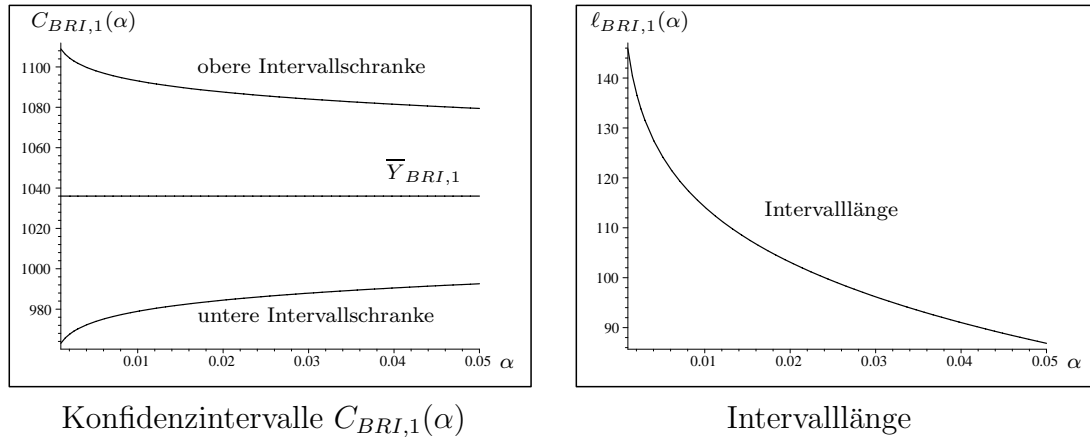 C_{BRI,1}(α)
1100
1080
1060
1040
1020
1000
980
obere Intervallschranke
\overline{Y}_{BRI,1}
untere Intervallschranke
0.01 0.02 0.03 0.04 0.05 α
Konfidenzintervalle C_{BRI,1}(α)
ℓ_{BRI,1}(α)
140
130
120
110
100
90
Intervalllänge
0.01 0.02 0.03 0.04 0.05 α
Intervalllänge